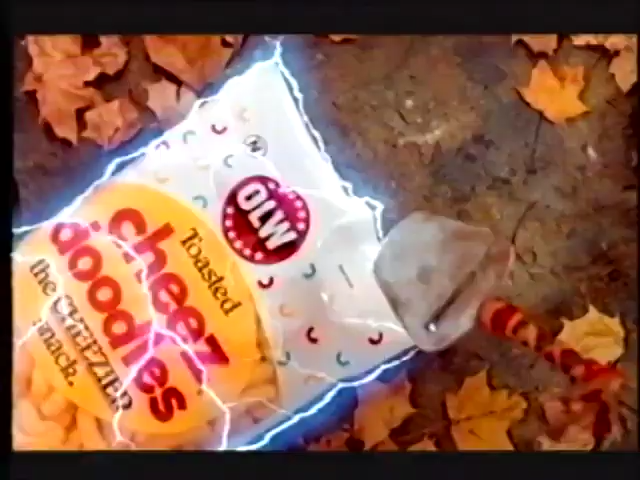 OLW
Toasted
cheez
doodles
the CHEEZIER
snack.